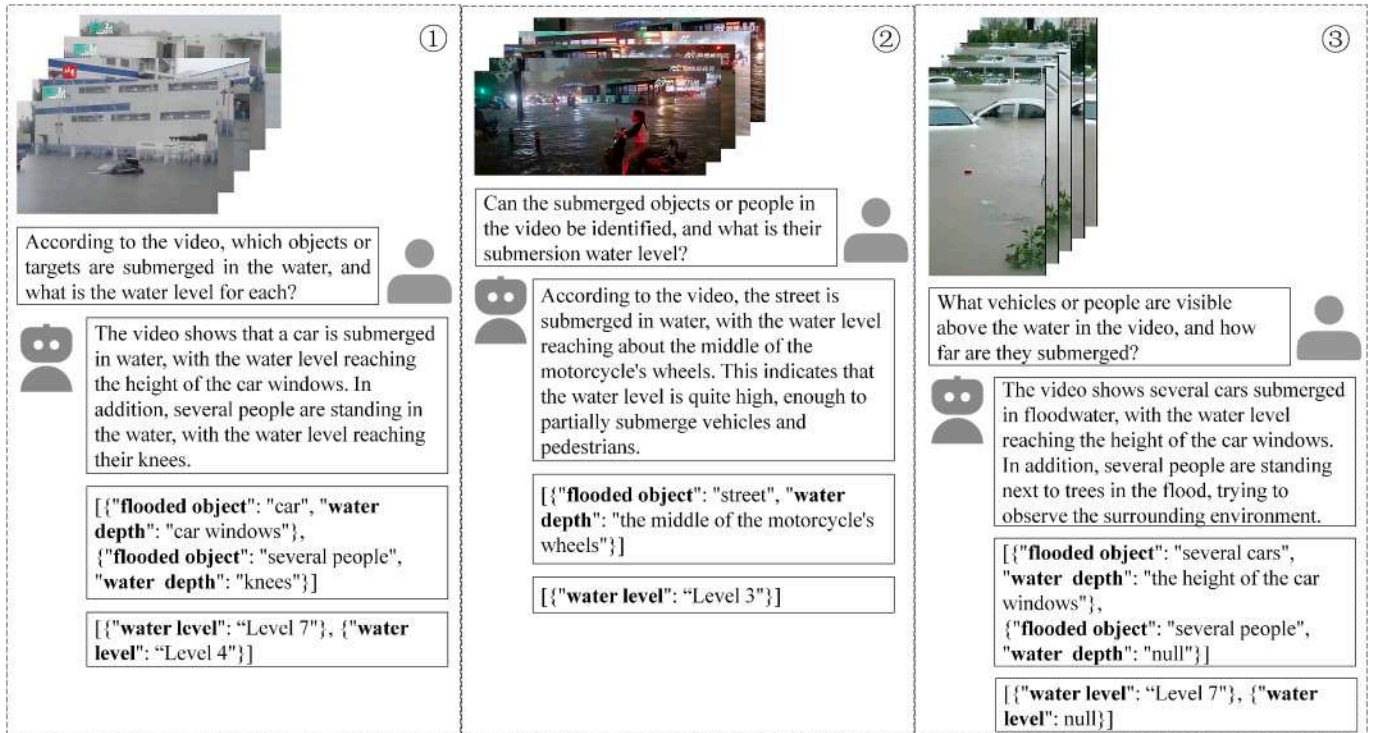 ①
According to the video, which objects or
targets are submerged in the water, and
what is the water level for each?
The video shows that a car is submerged
in water, with the water level reaching
the height of the car windows. In
addition, several people are standing in
the water, with the water level reaching
their knees.
[{"flooded object": "car", "water
depth": "car windows"},
{"flooded object": "several people",
"water depth": "knees"}]
[{"water level": “Level 7"}, {"water
level": “Level 4"}]
②
Can the submerged objects or people in
the video be identified, and what is their
submersion water level?
According to the video, the street is
submerged in water, with the water level
reaching about the middle of the
motorcycle's wheels. This indicates that
the water level is quite high, enough to
partially submerge vehicles and
pedestrians.
[{"flooded object": "street", "water
depth": "the middle of the motorcycle's
wheels"}]
[{"water level": “Level 3"}]
③
What vehicles or people are visible
above the water in the video, and how
far are they submerged?
The video shows several cars submerged
in floodwater, with the water level
reaching the height of the car windows.
In addition, several people are standing
next to trees in the flood, trying to
observe the surrounding environment.
[{"flooded object": "several cars",
"water depth": "the height of the car
windows"},
{"flooded object": "several people",
"water depth": "null"}]
[{"water level": “Level 7"}, {"water
level": null}]